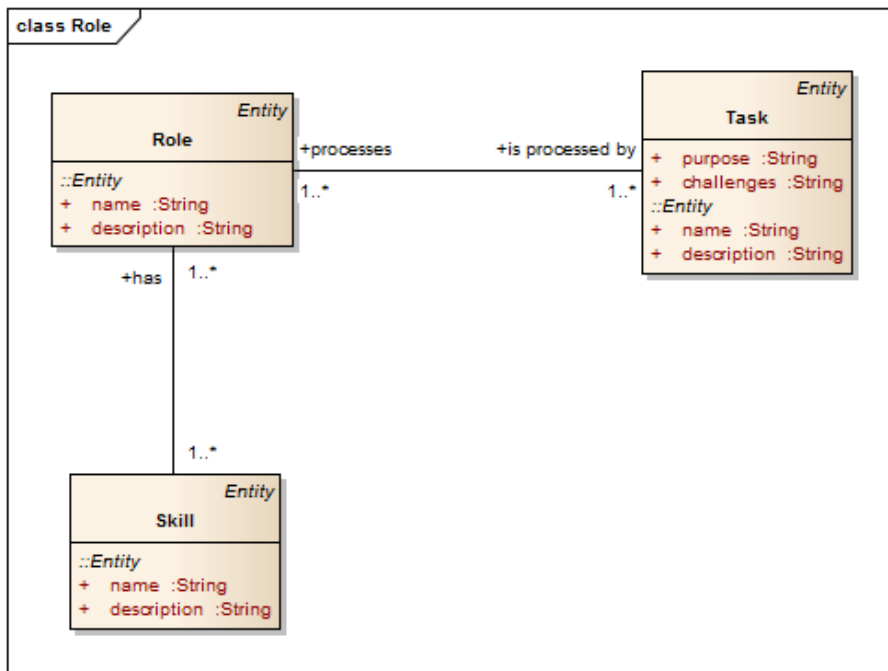 class Role
Entity
Role
::Entity
+ name :String
+ description :String
+processes
1..*
+is processed by
1..*
Entity
Task
+ purpose :String
+ challenges :String
::Entity
+ name :String
+ description :String
+has
1..*
1..*
Entity
Skill
::Entity
+ name :String
+ description :String